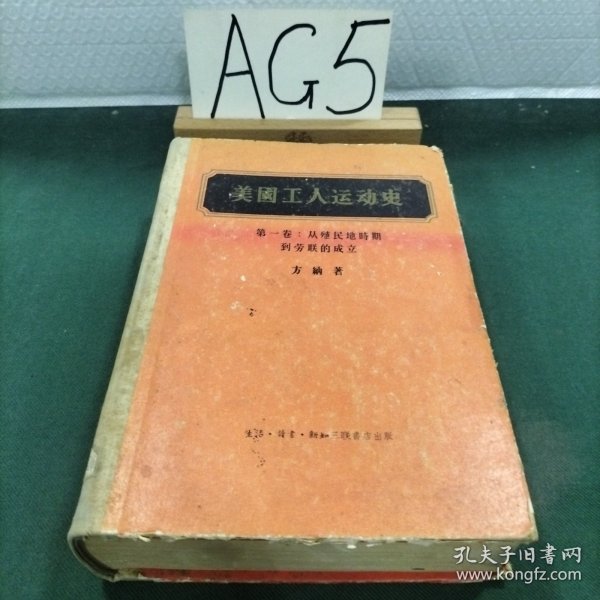 AG5
美國工人运动史
第一卷：从殖民地時期
到劳联的成立
方納著
生活·讀書·新知三联書店出版
孔夫子旧書网
www.kongfz.com